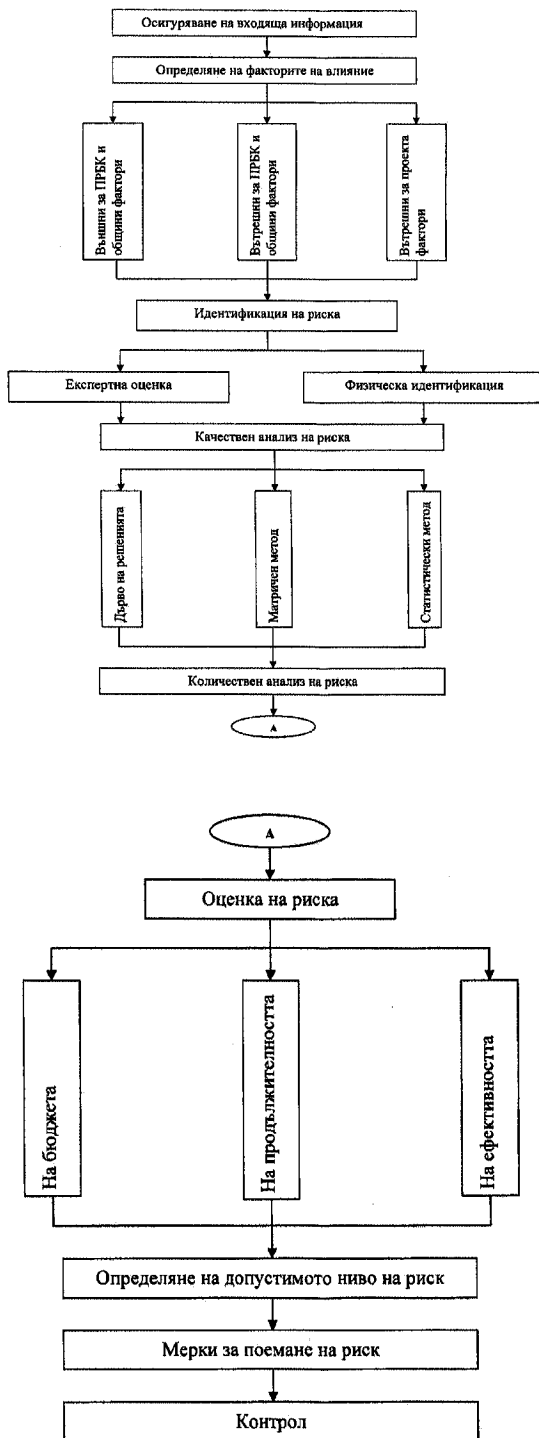 Осигуряване на входяща информация
Определяне на факторите на влияние
Външни за ПРБК и
общини фактори
Вътрешни за ПРБК и
общини фактори
Вътрешни за проекта
фактори
Идентификация на риска
Експертна оценка
Физическа идентификация
Качествен анализ на риска
Дърво на решенията
Матричен метод
Статистически метод
Количествен анализ на риска
А
А
Оценка на риска
На бюджета
На продължителността
На ефективността
Определяне на допустимото ниво на риск
Мерки за поемане на риск
Контрол